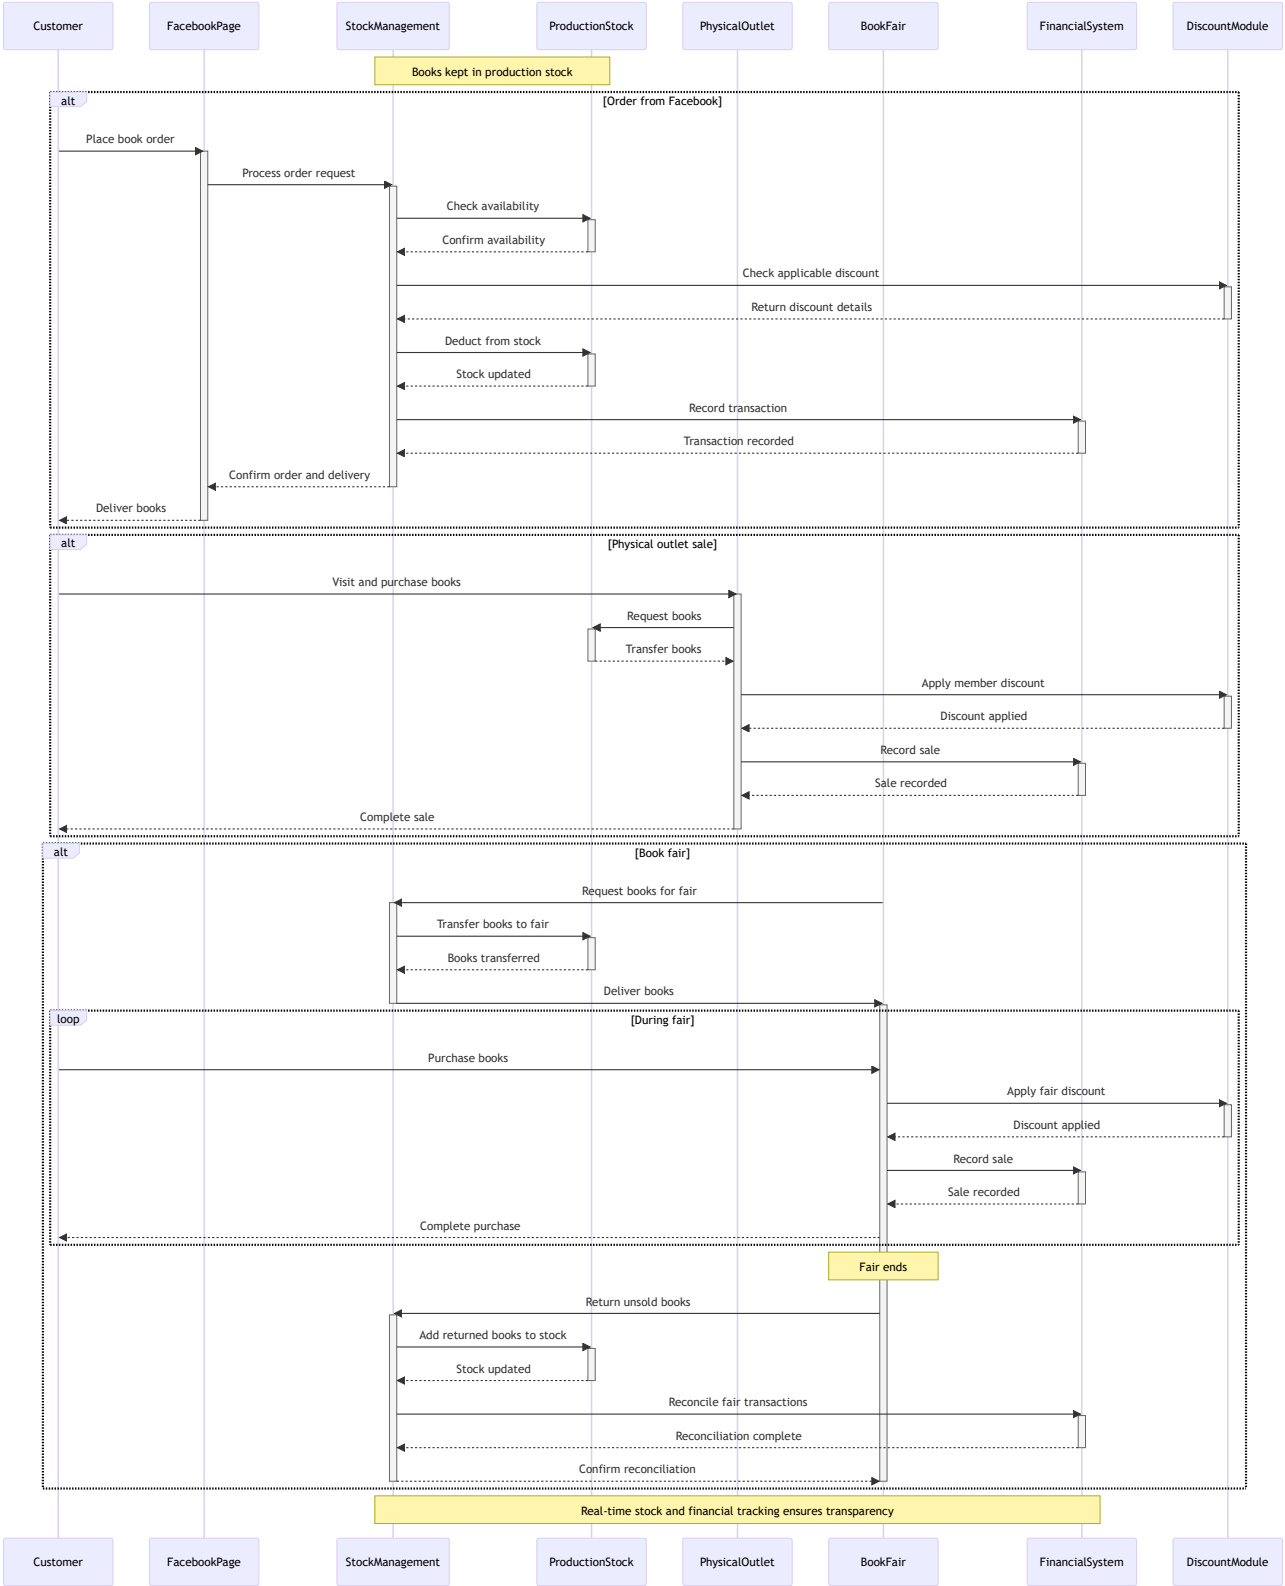 Customer
FacebookPage
StockManagement
ProductionStock
PhysicalOutlet
BookFair
FinancialSystem
DiscountModule
Books kept in production stock
alt
[Order from Facebook]
Place book order
Process order request
Check availability
Confirm availability
Check applicable discount
Return discount details
Deduct from stock
Stock updated
Record transaction
Transaction recorded
Confirm order and delivery
Deliver books
alt
[Physical outlet sale]
Visit and purchase books
Request books
Transfer books
Apply member discount
Discount applied
Record sale
Sale recorded
Complete sale
alt
[Book fair]
Request books for fair
Transfer books to fair
Books transferred
Deliver books
loop
[During fair]
Purchase books
Apply fair discount
Discount applied
Record sale
Sale recorded
Complete purchase
Fair ends
Return unsold books
Add returned books to stock
Stock updated
Reconcile fair transactions
Reconciliation complete
Confirm reconciliation
Real-time stock and financial tracking ensures transparency
Customer
FacebookPage
StockManagement
ProductionStock
PhysicalOutlet
BookFair
FinancialSystem
DiscountModule